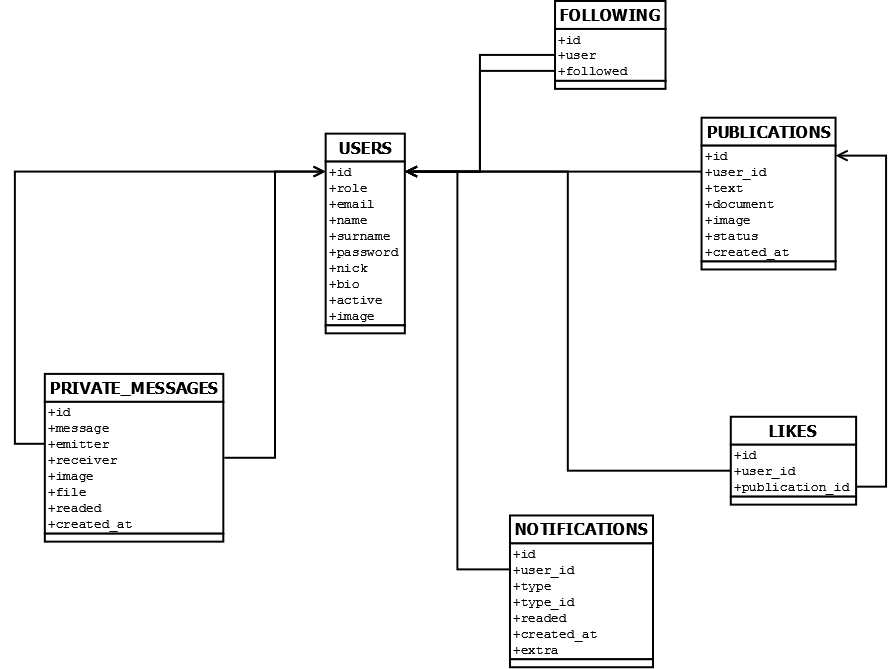 FOLLOWING
+id
+user
+followed
PUBLICATIONS
+id
+user_id
+text
+document
+image
+status
+created_at
USERS
+id
+role
+email
+name
+surname
+password
+nick
+bio
+active
+image
PRIVATE_MESSAGES
+id
+message
+emitter
+receiver
+image
+file
+readed
+created_at
LIKES
+id
+user_id
+publication_id
NOTIFICATIONS
+id
+user_id
+type
+type_id
+readed
+created_at
+extra